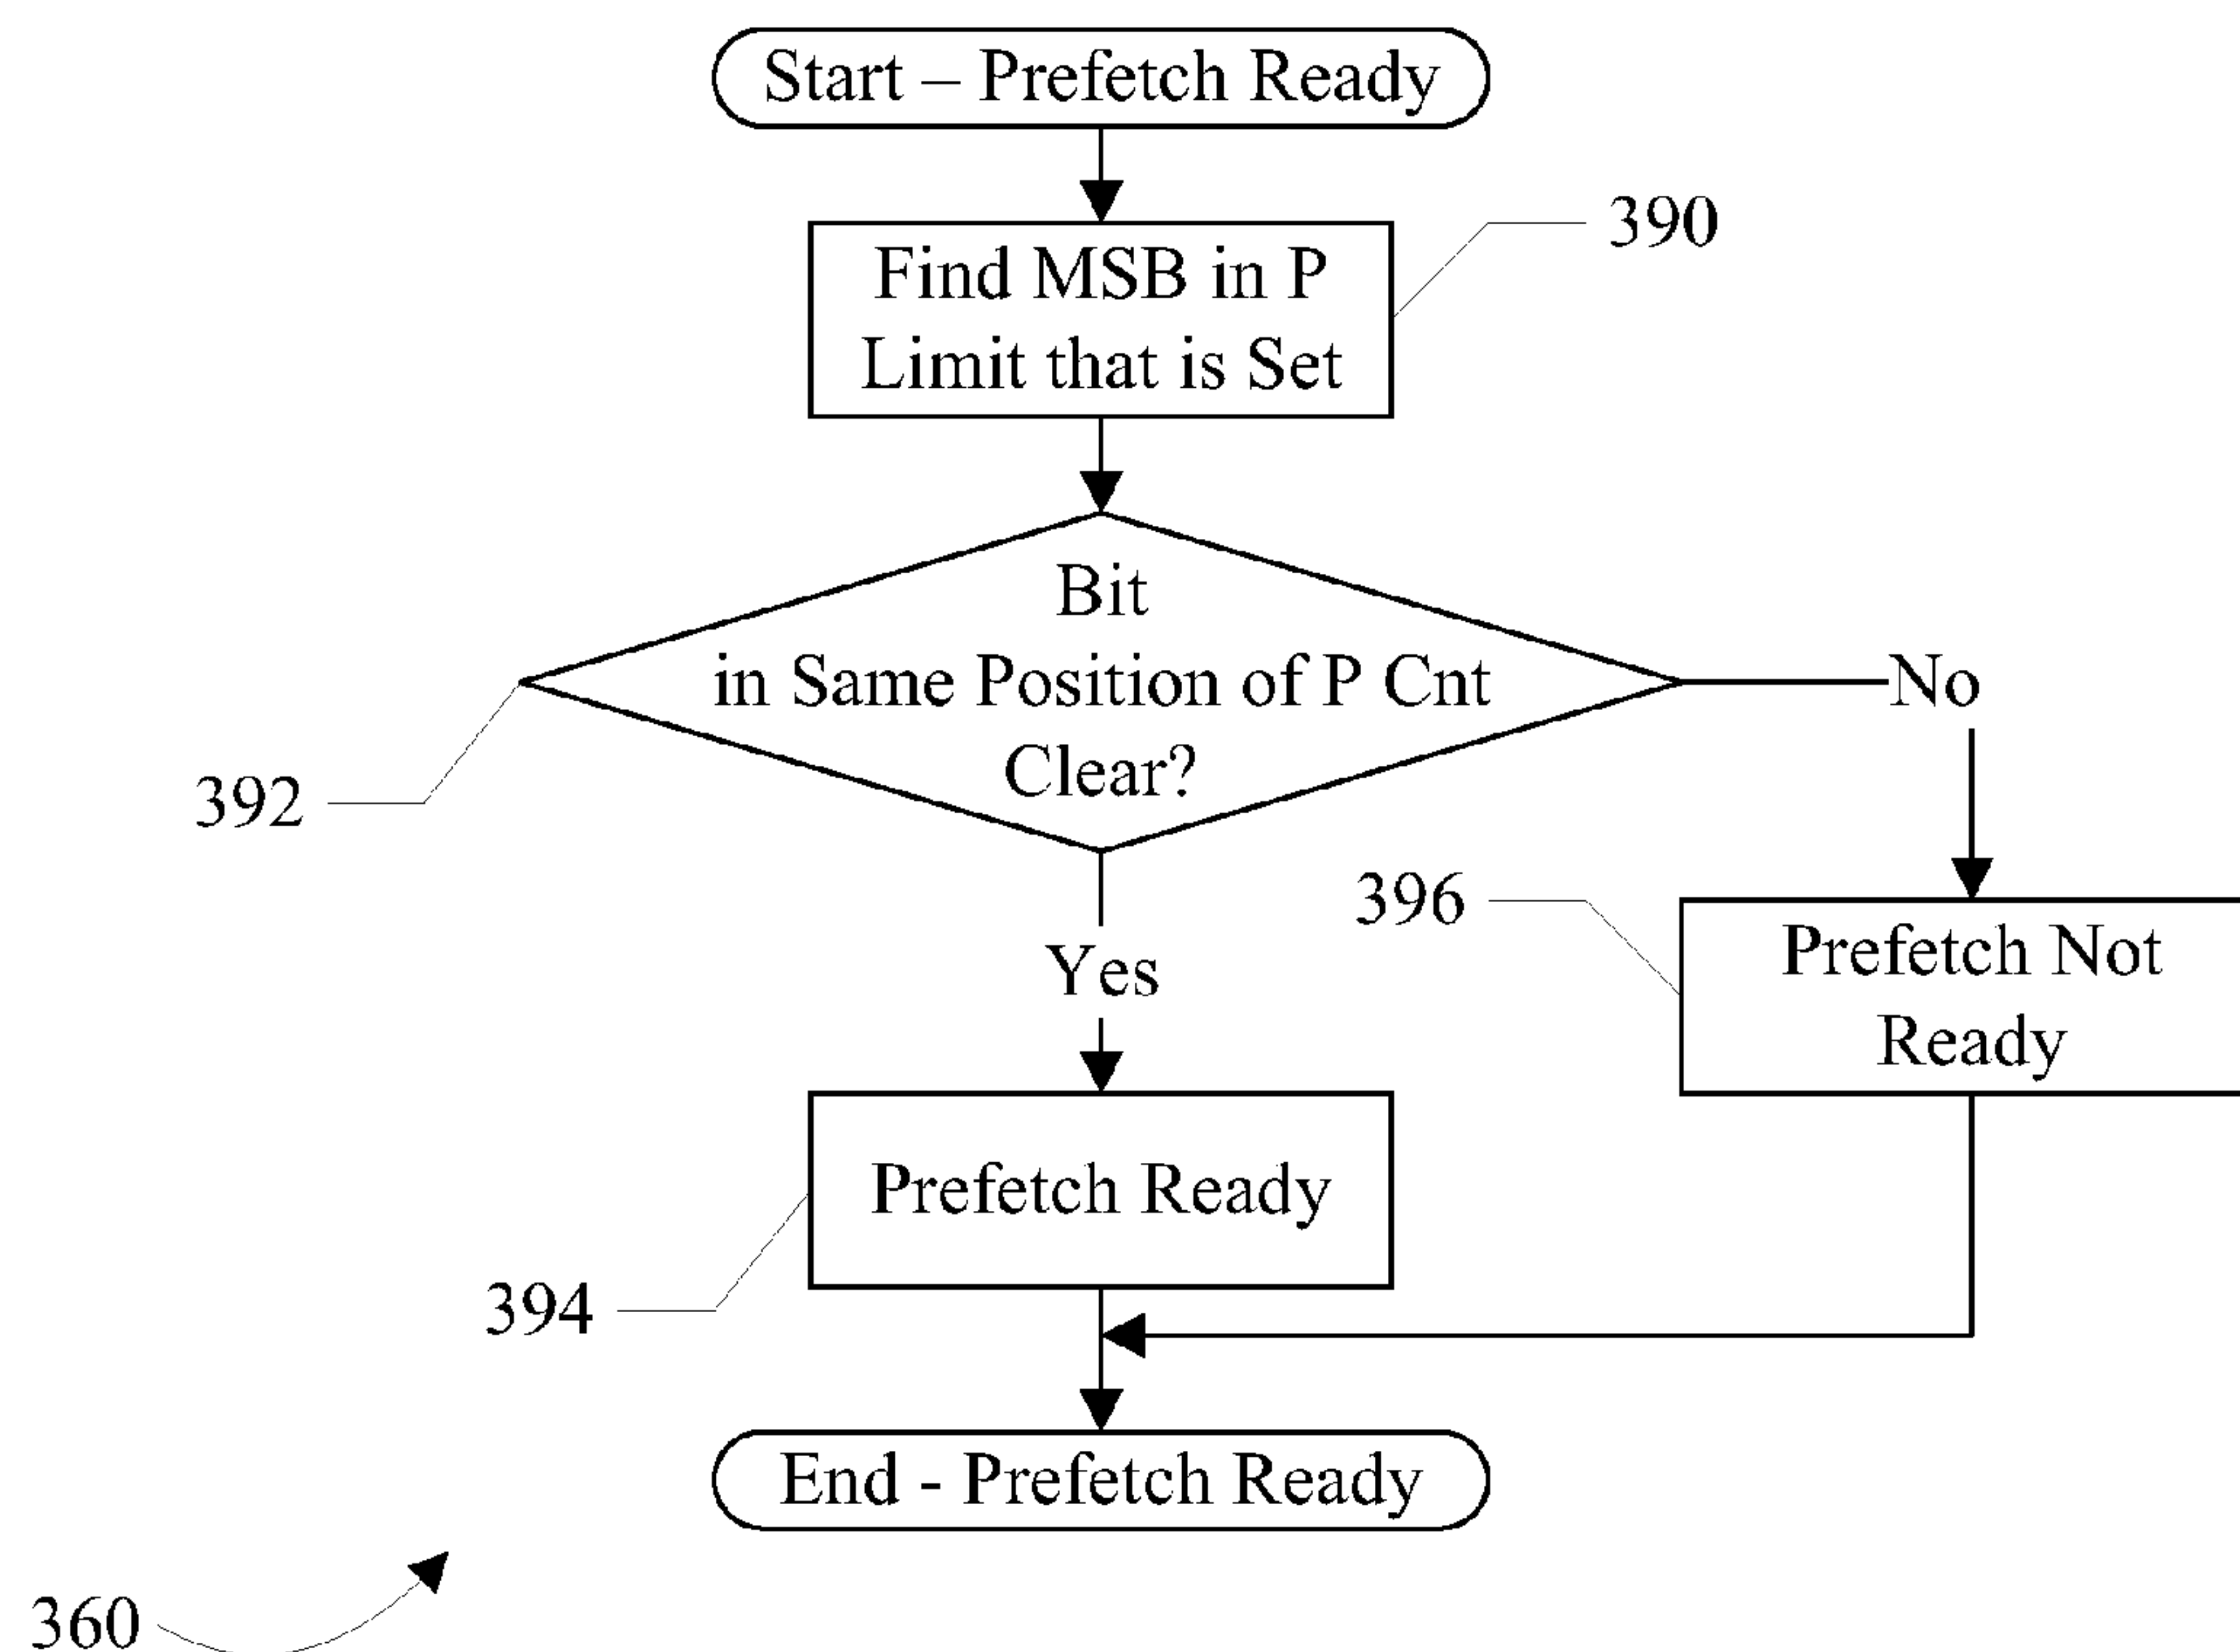 Start – Prefetch Ready
390
Find MSB in P
Limit that is Set
Bit
in Same Position of P Cnt
Clear?
No
392
396
Prefetch Not
Ready
Yes
Prefetch Ready
394
End - Prefetch Ready
360